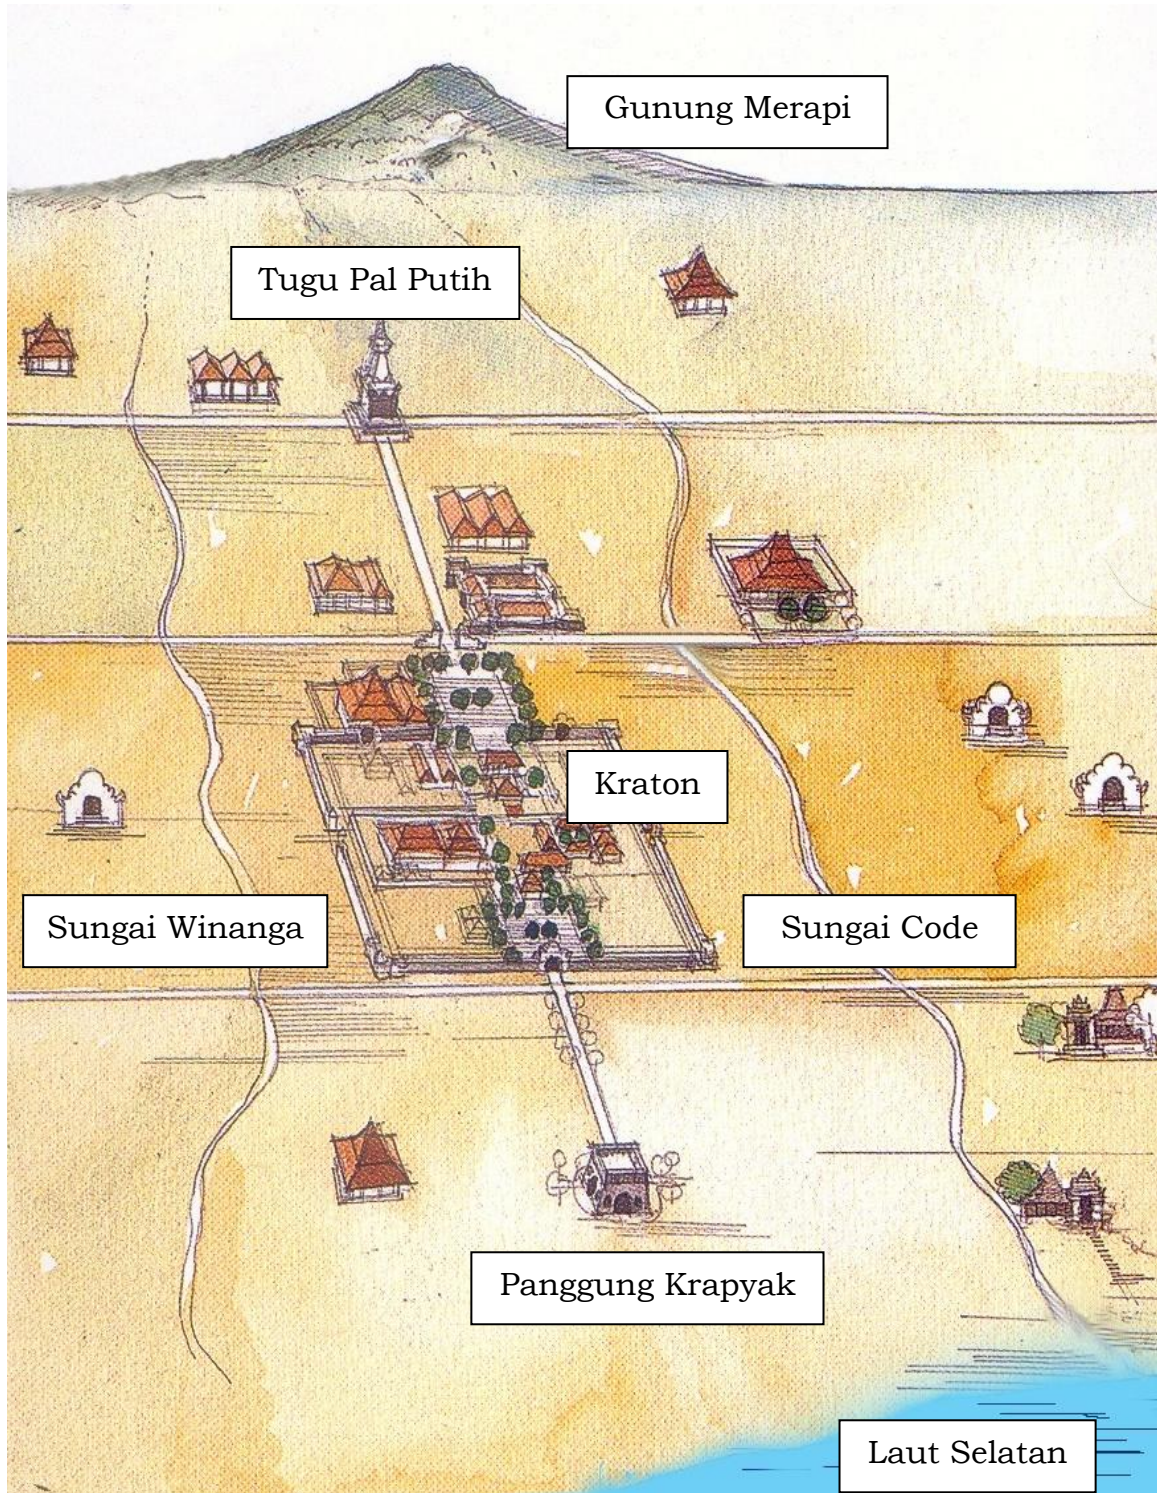 Gunung Merapi
Tugu Pal Putih
Kraton
Sungai Winanga
Sungai Code
Panggung Krapyak
Laut Selatan